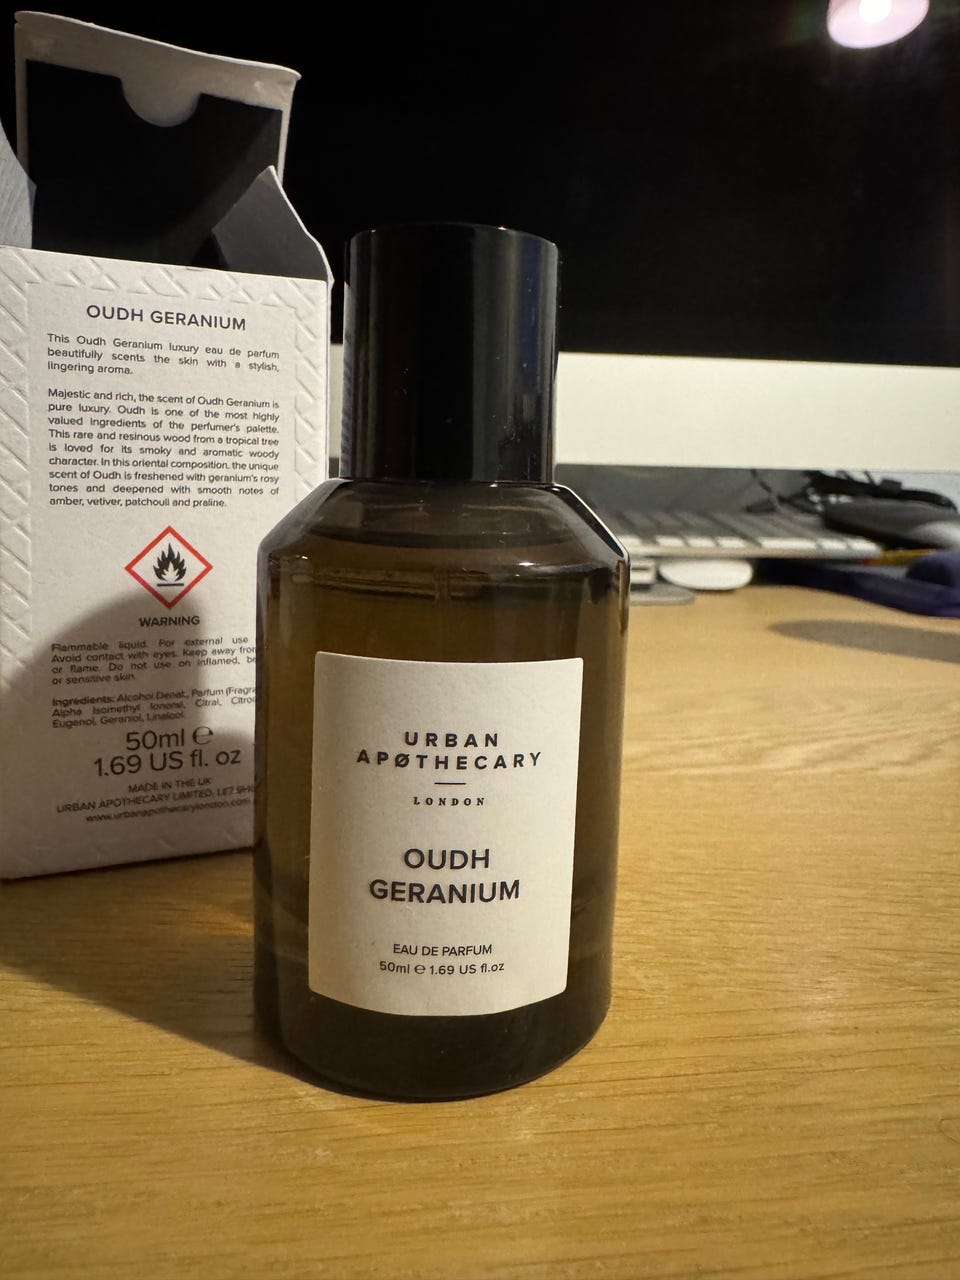 OUDH GERANIUM
This Oudh Geranium luxury eau de parfum
beautifully scents the skin with a stylish,
lingering aroma.
Majestic and rich, the scent of Oudh Geranium is
pure luxury. Oudh is one of the most highly
valued ingredients of the perfumer's palette.
This rare and resinous wood from a tropical tree
is loved for its smoky and aromatic woody
character. In this oriental composition, the unique
scent of Oudh is freshened with geranium's rosy
tones and deepened with smooth notes of
amber, vetiver, patchouli and praline.
WARNING
Flammable liquid. For external use
Avoid contact with eyes. Keep away
or flame. Do not use on inflamed,
or sensitive skin.
Ingredients: Alcohol Denat., Parfum
Alpha Isomethyl Ionone, Citral,
Eugenol, Geraniol, Linalool.
50ml ℮
1.69 US fl. oz
MADE IN THE UK
URBAN APOTHECARY LIMITED,
www.urbanapothecarylondon.com
URBAN
APØTHECARY
LONDON
OUDH
GERANIUM
EAU DE PARFUM
50ml ℮ 1.69 US fl.oz